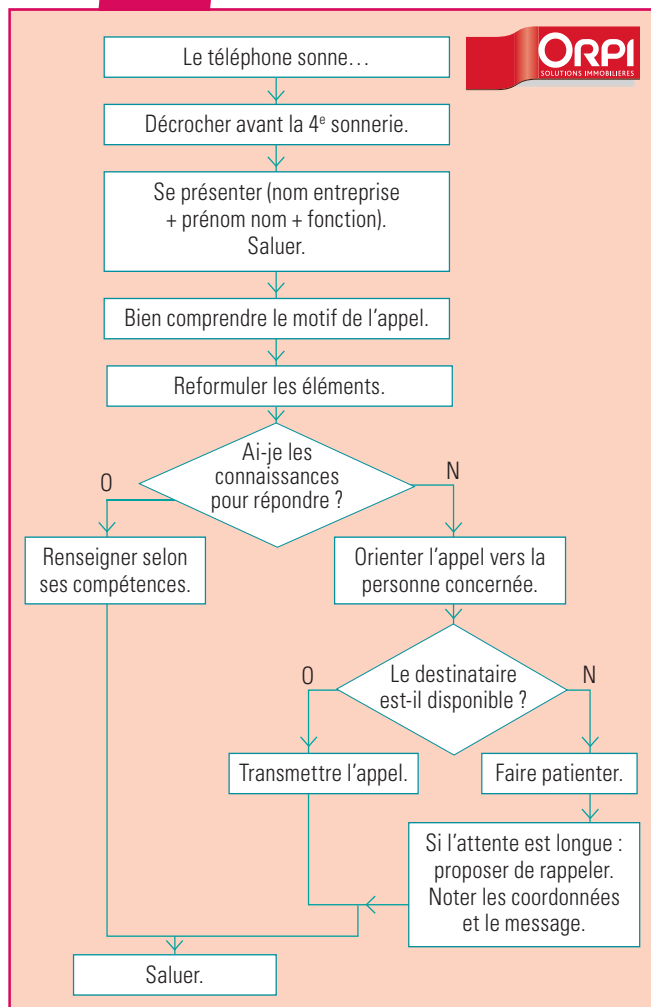 ORPI
SOLUTIONS IMMOBILIERES
Le téléphone sonne…
Décrocher avant la 4e sonnerie.
Se présenter (nom entreprise
+ prénom nom + fonction).
Saluer.
Bien comprendre le motif de l’appel.
Reformuler les éléments.
Ai-je les
connaissances
pour répondre ?
O
N
Renseigner selon
ses compétences.
Orienter l’appel vers la
personne concernée.
Le destinataire
est-il disponible ?
O
N
Transmettre l’appel.
Faire patienter.
Si l’attente est longue :
proposer de rappeler.
Noter les coordonnées
et le message.
Saluer.